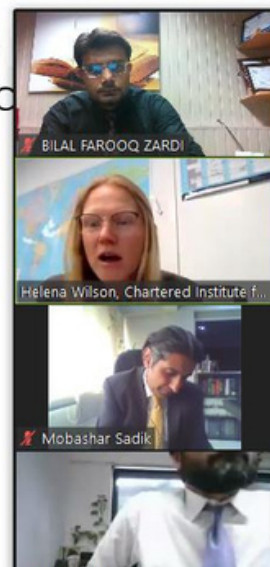 BILAL FAROOQ ZARDI
Helena Wilson, Chartered Institute f...
Mobashar Sadik